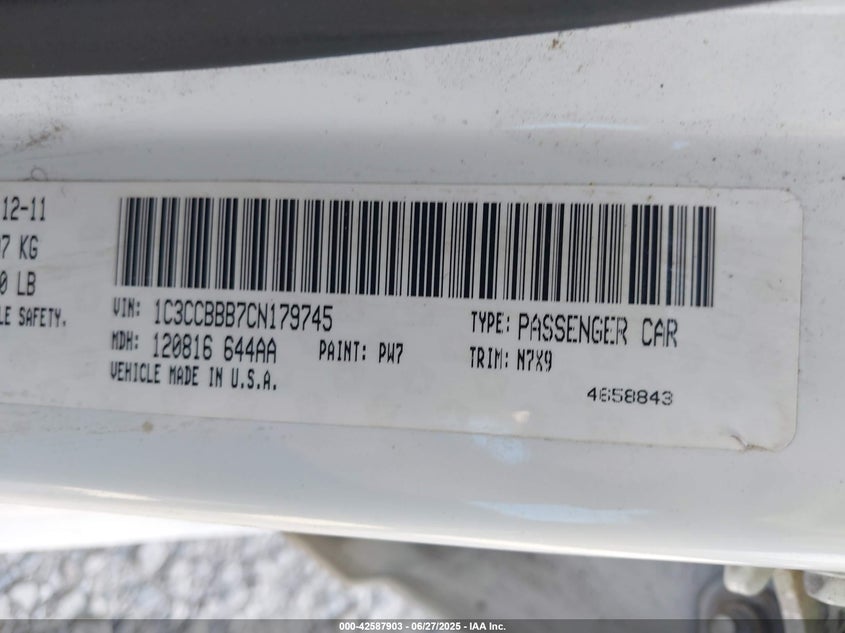 12-11
7 KG
0 LB
LE SAFETY.
VIN: 1C3CCBBB7CN179745
TYPE: PASSENGER CAR
MDH: 120816 644AA PAINT: PW7 TRIM: N7X9
VEHICLE MADE IN U.S.A.
4658843
000-42587903 - 06/27/2025 - IAA Inc.